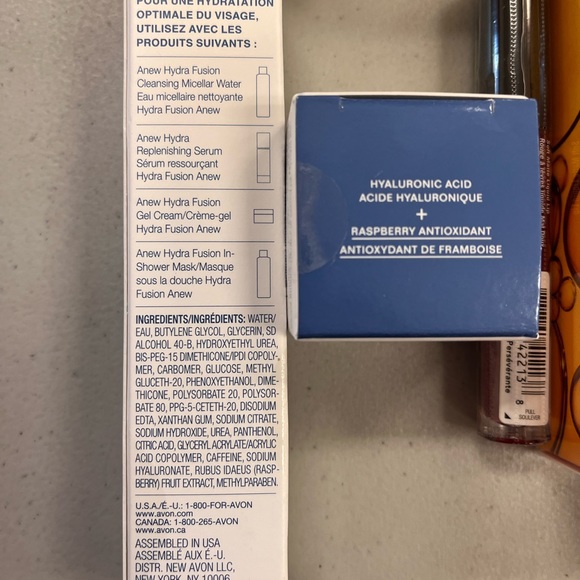 POUR UNE HYDRATATION
OPTIMALE DU VISAGE,
UTILISEZ AVEC LES
PRODUITS SUIVANTS :
Anew Hydra Fusion
Cleansing Micellar Water
Eau micellaire nettoyante
Hydra Fusion Anew
Anew Hydra
Replenishing Serum
Sérum ressourçant
Hydra Fusion Anew
Anew Hydra Fusion
Gel Cream/Crème-gel
Hydra Fusion Anew
Anew Hydra Fusion In-
Shower Mask/Masque
sous la douche Hydra
Fusion Anew
INGREDIENTS/INGRÉDIENTS: WATER/
EAU, BUTYLENE GLYCOL, GLYCERIN, SD
ALCOHOL 40-B, HYDROXYETHYL UREA,
BIS-PEG-15 DIMETHICONE/IPDI COPOLY-
MER, CARBOMER, GLUCOSE, METHYL
GLUCETH-20, PHENOXYETHANOL, DIME-
THICONE, POLYSORBATE 20, POLYSOR-
BATE 80, PPG-5-CETETH-20, DISODIUM
EDTA, XANTHAN GUM, SODIUM CITRATE,
SODIUM HYDROXIDE, UREA, PANTHENOL,
CITRIC ACID, GLYCERYL ACRYLATE/ACRYLIC
ACID COPOLYMER, CAFFEINE, SODIUM
HYALURONATE, RUBUS IDAEUS (RASP-
BERRY) FRUIT EXTRACT, METHYLPARABEN.
U.S.A./É.-U.: 1-800-FOR-AVON
www.avon.com
CANADA: 1-800-265-AVON
www.avon.ca
ASSEMBLED IN USA
ASSEMBLÉ AUX É.-U.
DISTR. NEW AVON LLC,
NEW YORK, NY 10006
HYALURONIC ACID
ACIDE HYALURONIQUE
+
RASPBERRY ANTIOXIDANT
ANTIOXYDANT DE FRAMBOISE
42213 8
Persévérante
PULL
SOULEVER